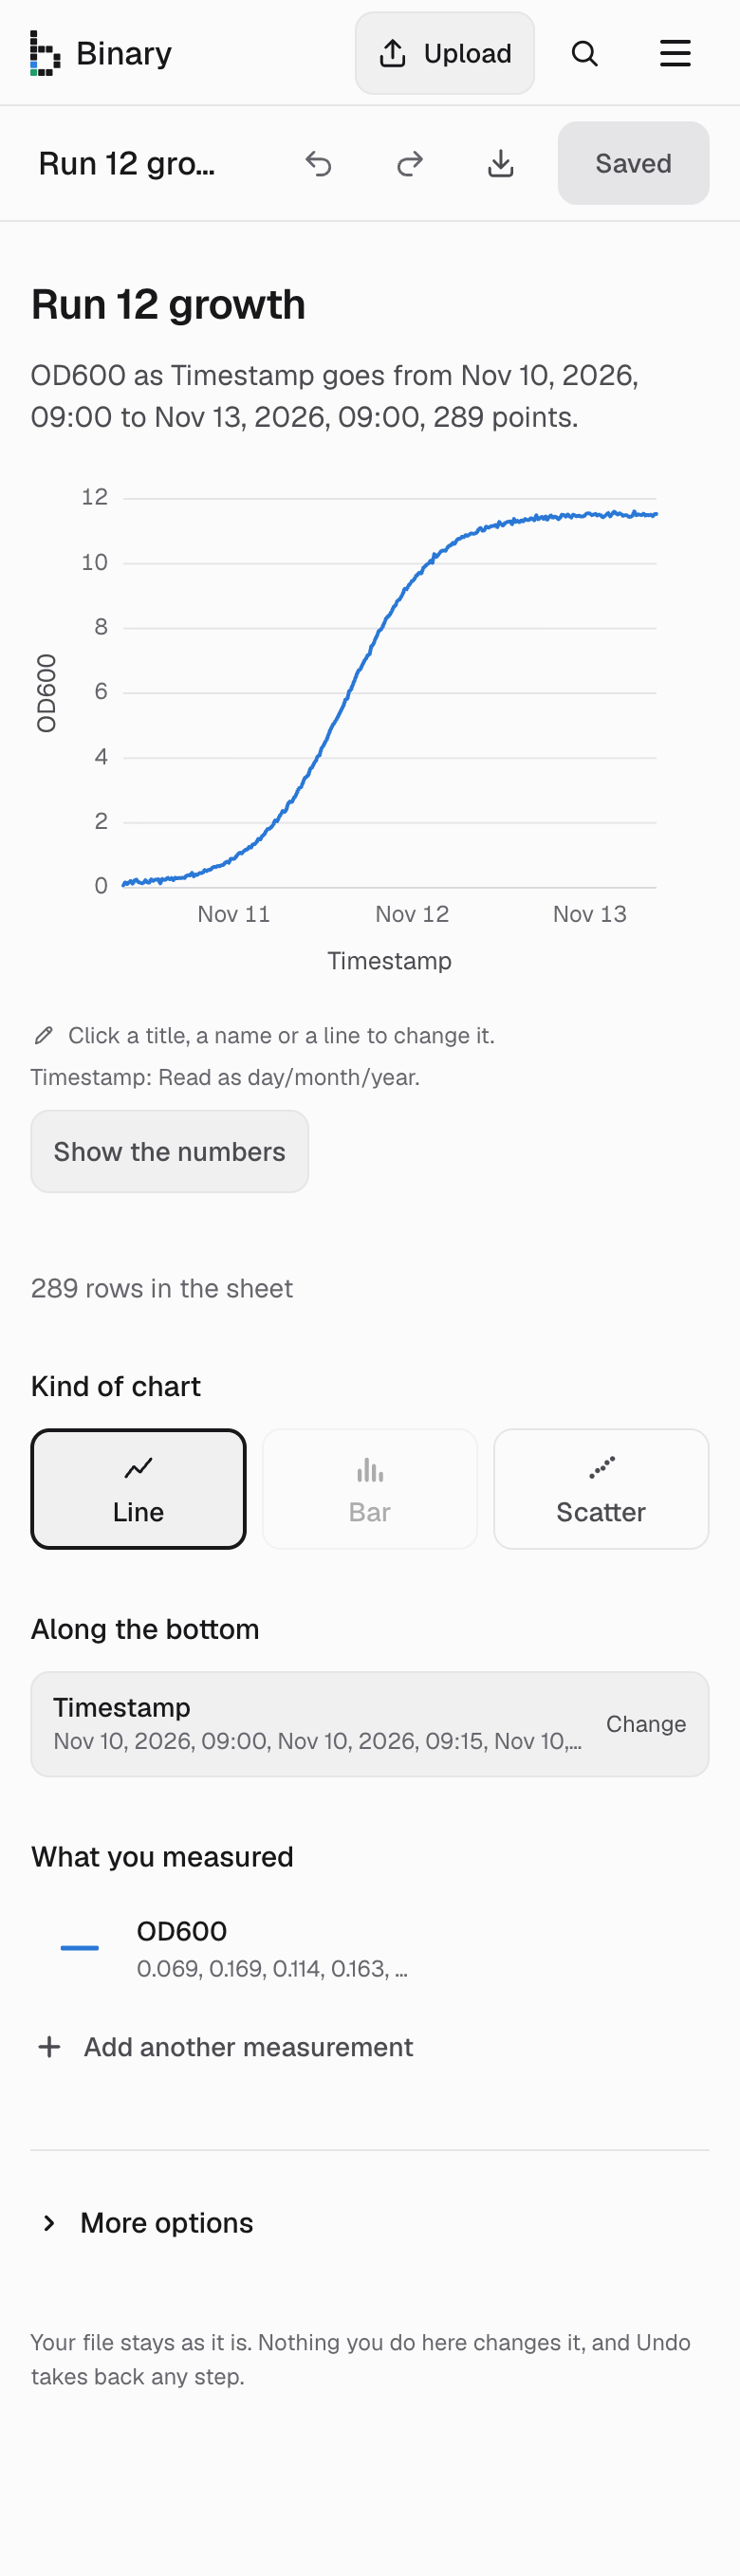 Binary
Upload
Run 12 gro...
Saved
Run 12 growth
OD600 as Timestamp goes from Nov 10, 2026,
09:00 to Nov 13, 2026, 09:00, 289 points.
12
10
8
6
4
2
0
OD600
Nov 11
Nov 12
Nov 13
Timestamp
Click a title, a name or a line to change it.
Timestamp: Read as day/month/year.
Show the numbers
289 rows in the sheet
Kind of chart
Line
Bar
Scatter
Along the bottom
Timestamp
Nov 10, 2026, 09:00, Nov 10, 2026, 09:15, Nov 10,...
Change
What you measured
OD600
0.069, 0.169, 0.114, 0.163, ...
Add another measurement
More options
Your file stays as it is. Nothing you do here changes it, and Undo
takes back any step.